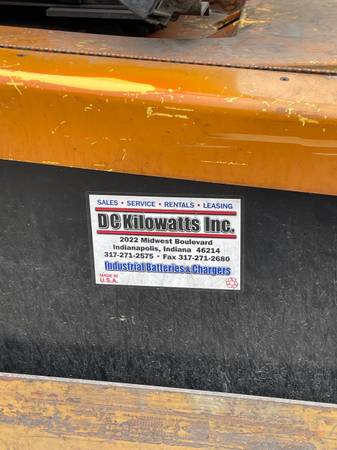 SALES • SERVICE • RENTALS • LEASING
DC Kilowatts Inc.
2022 Midwest Boulevard
Indianapolis, Indiana 46214
317-271-2575 • Fax 317-271-2680
Industrial Batteries & Chargers
MADE IN
U.S.A.